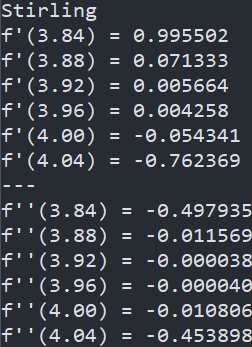 Stirling
f'(3.84) = 0.995502
f'(3.88) = 0.071333
f'(3.92) = 0.005664
f'(3.96) = 0.004258
f'(4.00) = -0.054341
f'(4.04) = -0.762369
---
f''(3.84) = -0.497935
f''(3.88) = -0.011569
f''(3.92) = -0.000038
f''(3.96) = -0.000040
f''(4.00) = -0.010806
f''(4.04) = -0.453898